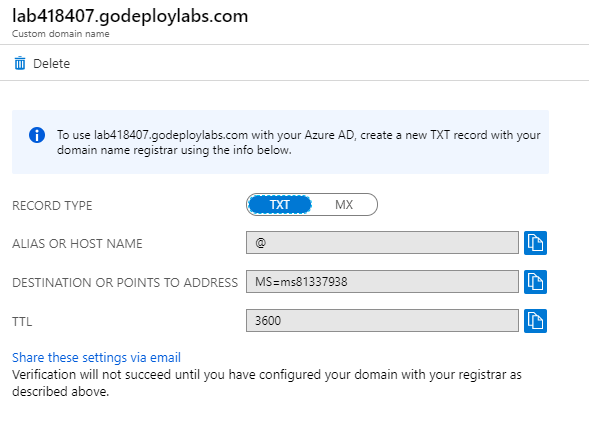 lab418407.godeploylabs.com
Custom domain name
Delete
To use lab418407.godeploylabs.com with your Azure AD, create a new TXT record with your
domain name registrar using the info below.
RECORD TYPE TXT MX
ALIAS OR HOST NAME @
DESTINATION OR POINTS TO ADDRESS MS=ms81337938
TTL 3600
Share these settings via email
Verification will not succeed until you have configured your domain with your registrar as
described above.